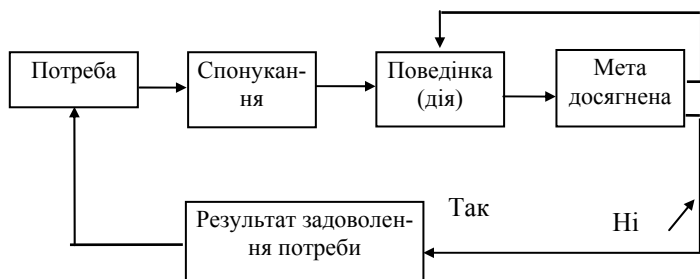 Потреба
Спонукан-
ня
Поведінка
(дія)
Мета
досягнена
Результат задоволен-
ня потреби
Так
Ні